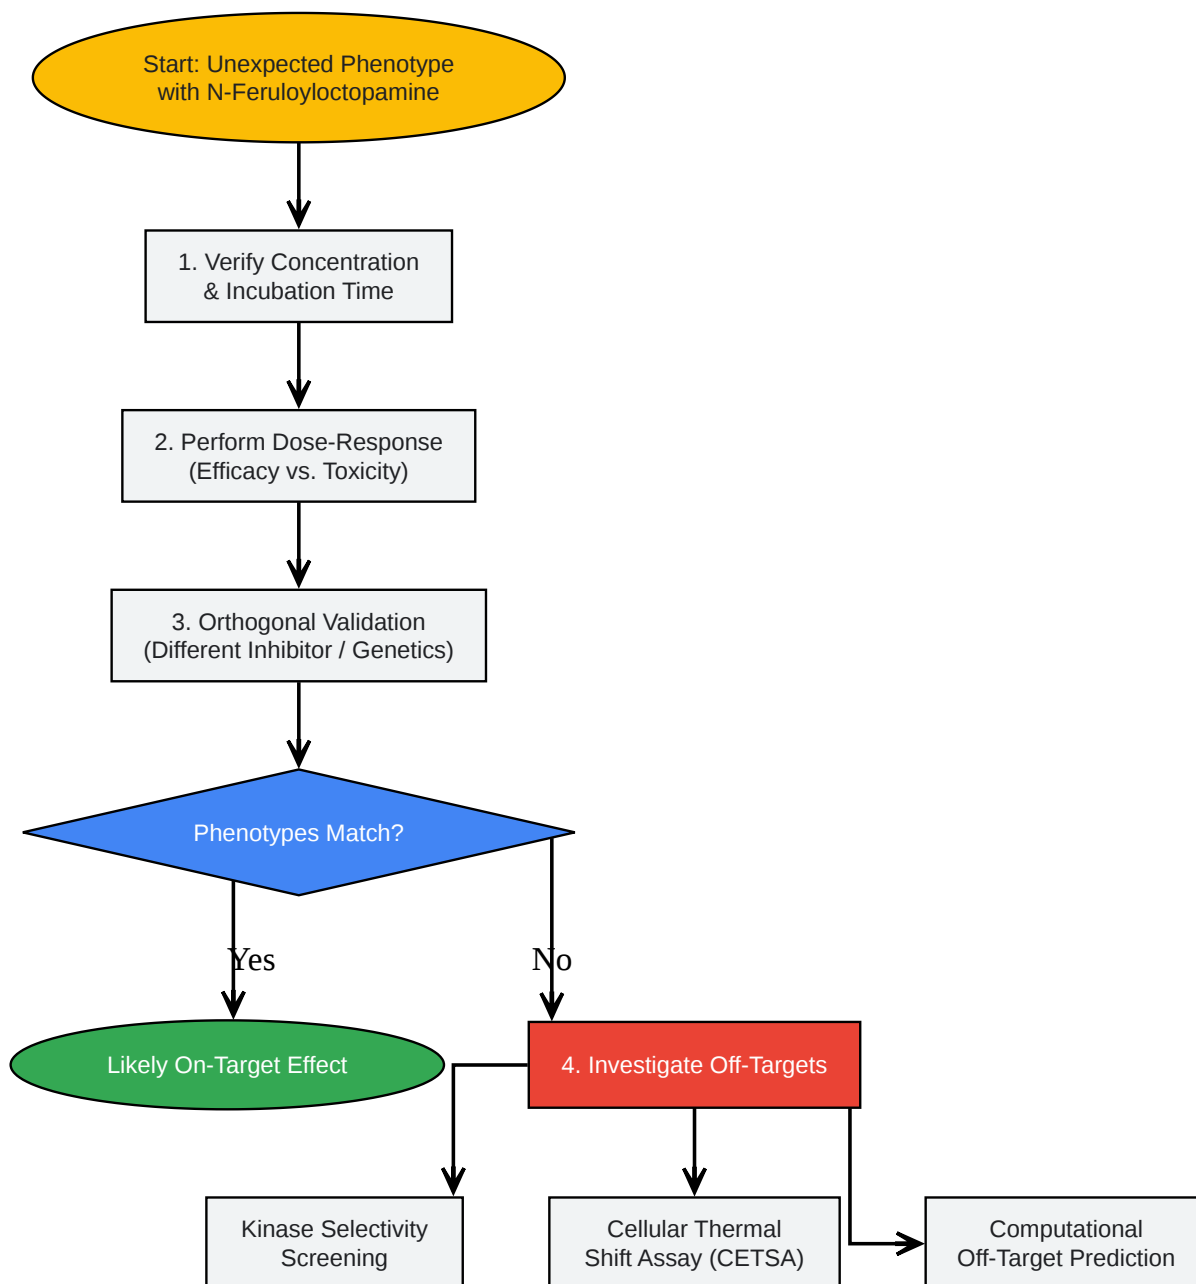 Start: Unexpected Phenotype
with N-Feruloyloctopamine
1. Verify Concentration
& Incubation Time
2. Perform Dose-Response
(Efficacy vs. Toxicity)
3. Orthogonal Validation
(Different Inhibitor / Genetics)
Phenotypes Match?
Yes
No
Likely On-Target Effect
4. Investigate Off-Targets
Kinase Selectivity
Screening
Cellular Thermal
Shift Assay (CETSA)
Computational
Off-Target Prediction